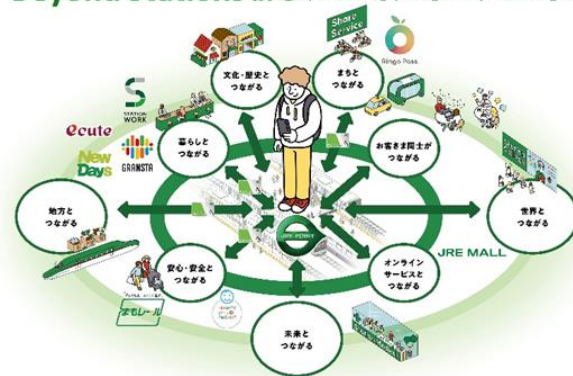 Share
Service
Ringo Pass
文化・歴史と
つながる
まちと
つながる
STATION
WORK
ecute
New
Days
GRANSTA
暮らしと
つながる
お客さま同士が
つながる
地方と
つながる
世界と
つながる
JRE POINT
JRE MALL
安心・安全と
つながる
オンライン
サービスと
つながる
まもレール
未来と
つながる